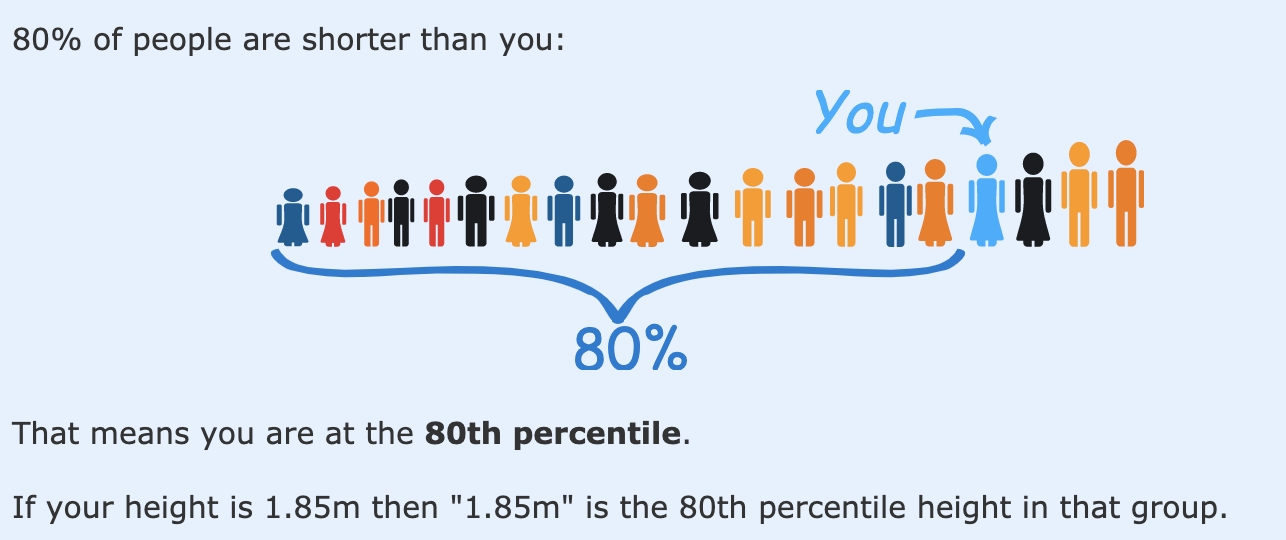 80% of people are shorter than you:
You
80%
That means you are at the 80th percentile.
If your height is 1.85m then "1.85m" is the 80th percentile height in that group.